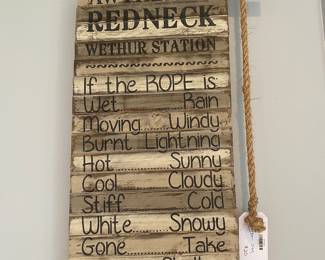 REDNECK
WETHUR STATION
If the ROPE is:
Wet......Rain
Moving......Windy
Burnt Lightning
Hot......Sunny
Cool......Cloudy
Stiff......Cold
White......Snowy
Gone......Take